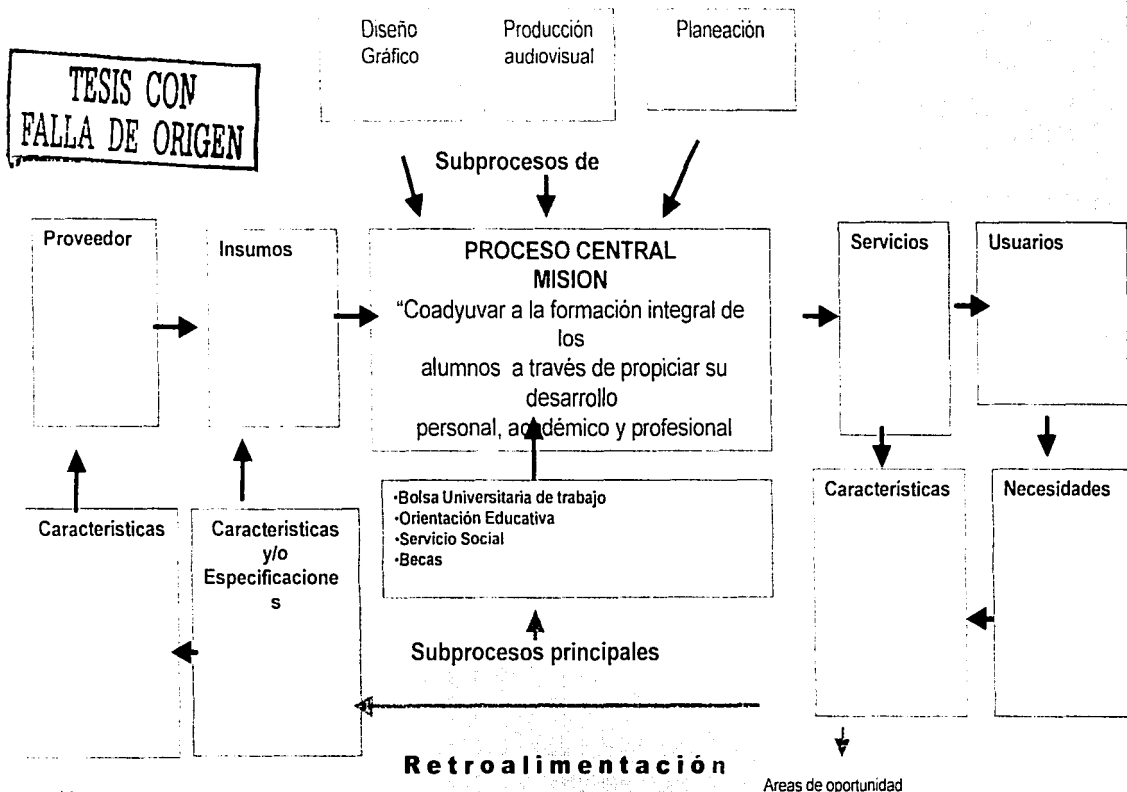 Diseño
Gráfico
Producción
audiovisual
Planeación
TESIS CON
FALLA DE ORIGEN
Subprocesos de
Proveedor
Insumos
PROCESO CENTRAL
MISION
“Coadyuvar a la formación integral de
los
alumnos a través de propiciar su
desarrollo
personal, académico y profesional
Servicios
Usuarios
Características
Características
y/o
Especificacione
s
•Bolsa Universitaria de trabajo
•Orientación Educativa
•Servicio Social
•Becas
Características
Necesidades
Subprocesos principales
Retroalimentación
Areas de oportunidad